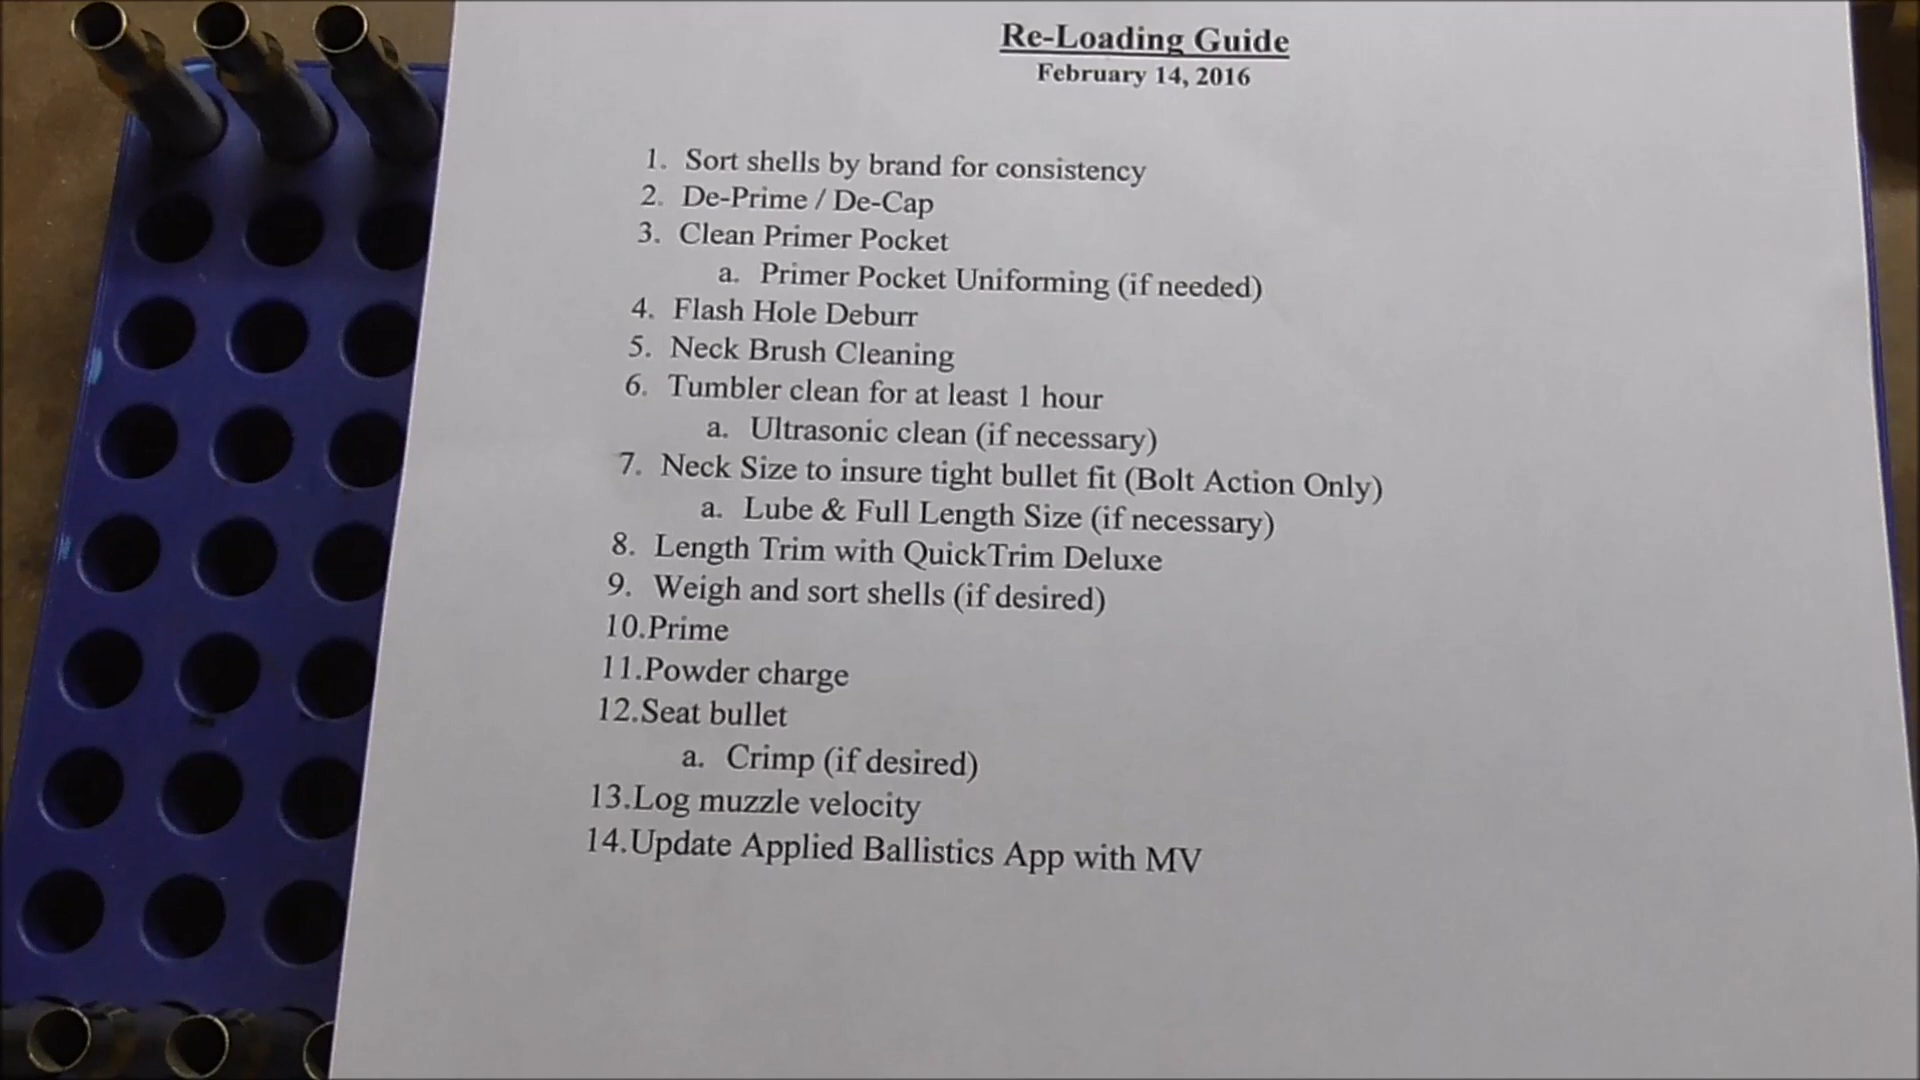 Re-Loading Guide
February 14, 2016
1. Sort shells by brand for consistency
2. De-Prime / De-Cap
3. Clean Primer Pocket
a. Primer Pocket Uniforming (if needed)
4. Flash Hole Deburr
5. Neck Brush Cleaning
6. Tumbler clean for at least 1 hour
a. Ultrasonic clean (if necessary)
7. Neck Size to insure tight bullet fit (Bolt Action Only)
a. Lube & Full Length Size (if necessary)
8. Length Trim with QuickTrim Deluxe
9. Weigh and sort shells (if desired)
10.Prime
11.Powder charge
12.Seat bullet
a. Crimp (if desired)
13.Log muzzle velocity
14.Update Applied Ballistics App with MV